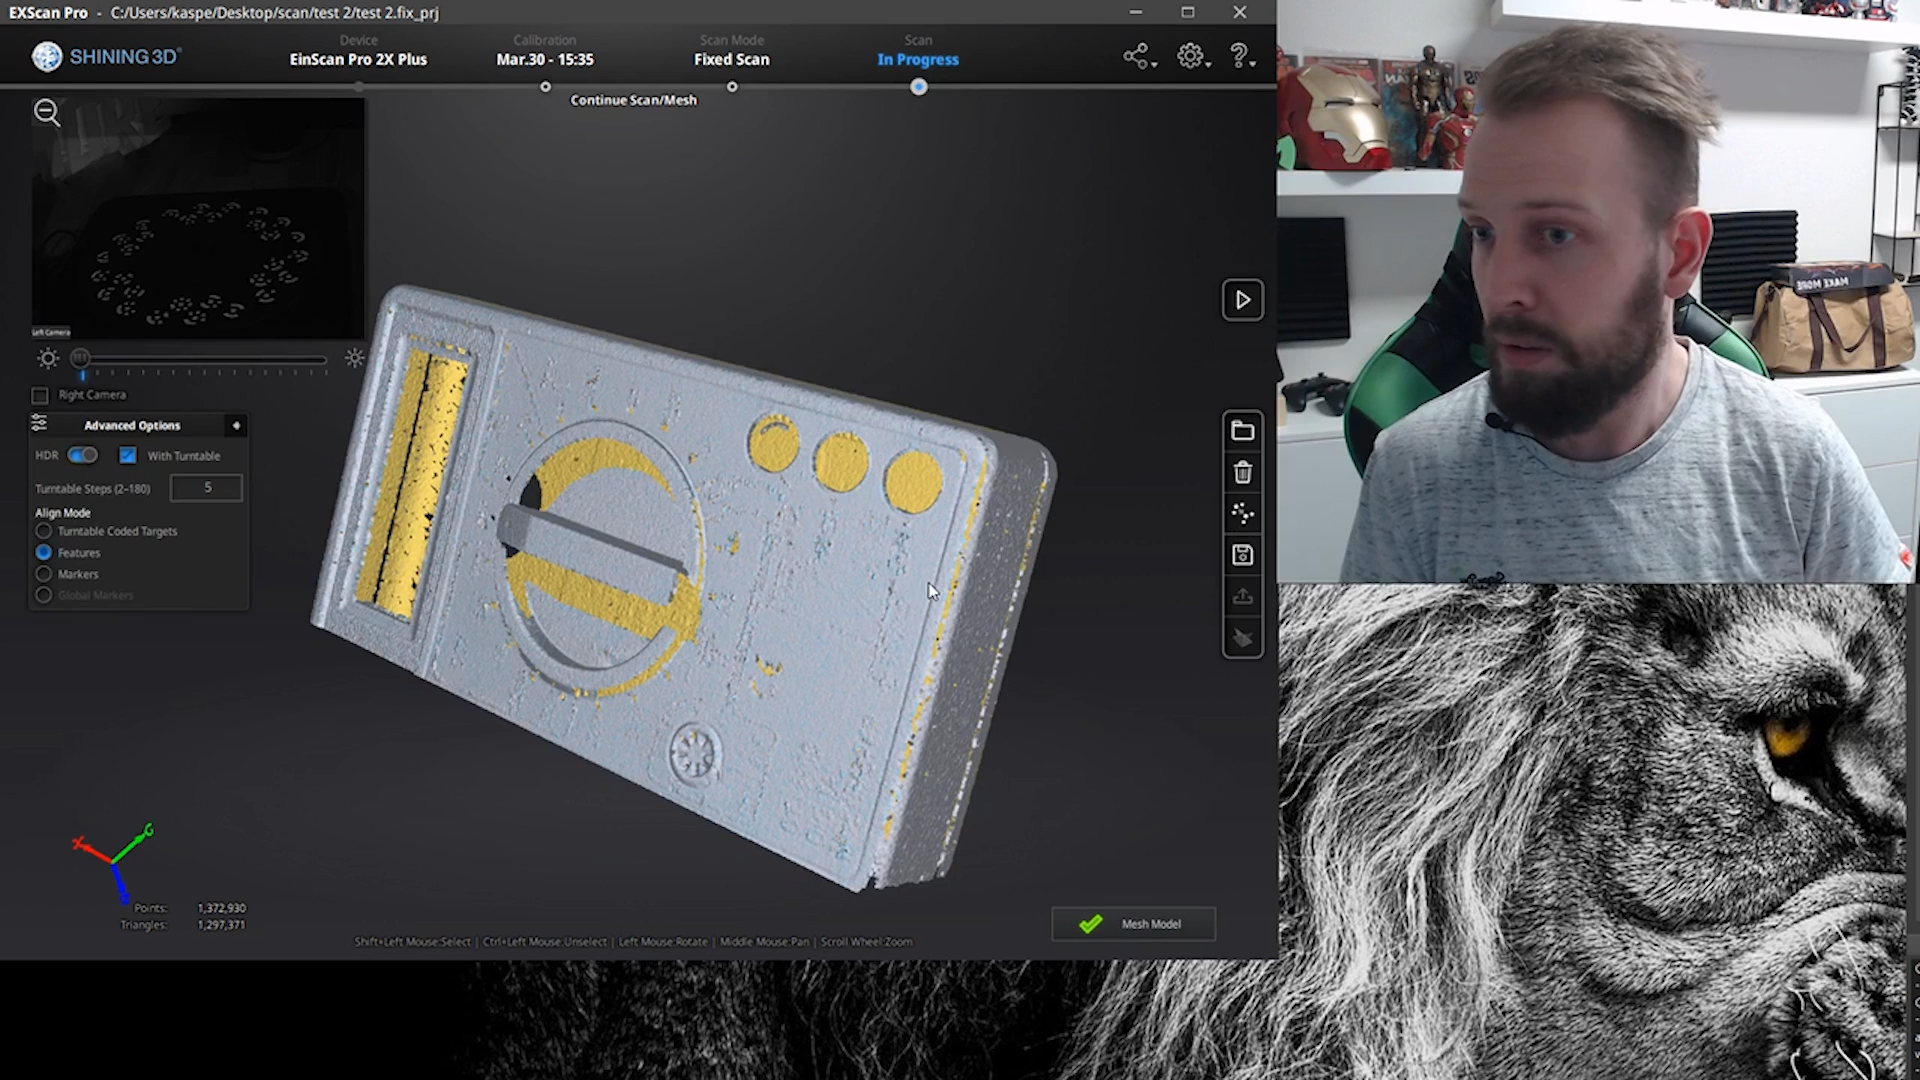 EXScan Pro - C:/Users/kaspe/Desktop/scan/test 2/test 2.fix_prj
SHINING 3D®
Device
EinScan Pro 2X Plus
Calibration
Mar.30 - 15:35
Scan Mode
Fixed Scan
Scan
In Progress
Continue Scan/Mesh
Left Camera
Right Camera
Advanced Options
HDR
With Turntable
Turntable Steps (2-180)
5
Align Mode
Turntable Coded Targets
Features
Markers
Global Markers
Points: 1,372,930
Triangles: 1,297,371
Shift+Left Mouse:Select | Ctrl+Left Mouse:Unselect | Left Mouse:Rotate | Middle Mouse:Pan | Scroll Wheel:Zoom
Mesh Model
MAKE MORE